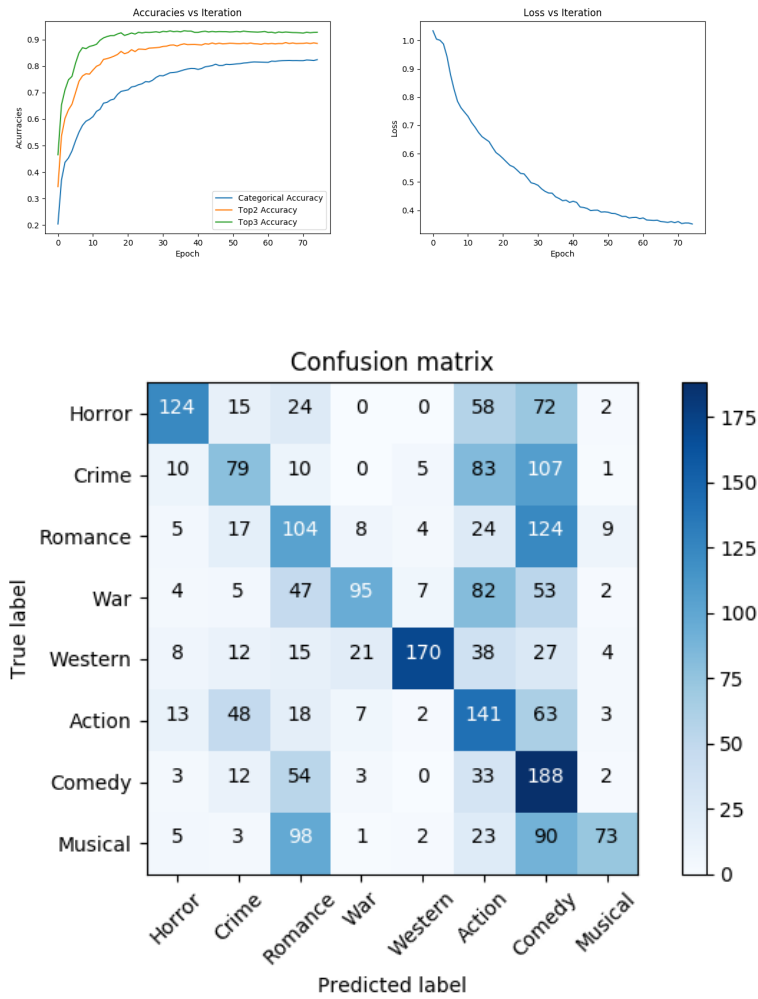 Accuracies vs Iteration
Acurracies
0.9
0.8
0.7
0.6
0.5
0.4
0.3
0.2
Categorical Accuracy
Top2 Accuracy
Top3 Accuracy
0 10 20 30 40 50 60 70
Epoch
Loss vs Iteration
Loss
1.0
0.9
0.8
0.7
0.6
0.5
0.4
0 10 20 30 40 50 60 70
Epoch
Confusion matrix
True label
Horror 124 15 24 0 0 58 72 2
Crime 10 79 10 0 5 83 107 1
Romance 5 17 104 8 4 24 124 9
War 4 5 47 95 7 82 53 2
Western 8 12 15 21 170 38 27 4
Action 13 48 18 7 2 141 63 3
Comedy 3 12 54 3 0 33 188 2
Musical 5 3 98 1 2 23 90 73
Horror Crime Romance War Western Action Comedy Musical
Predicted label
175
150
125
100
75
50
25
0